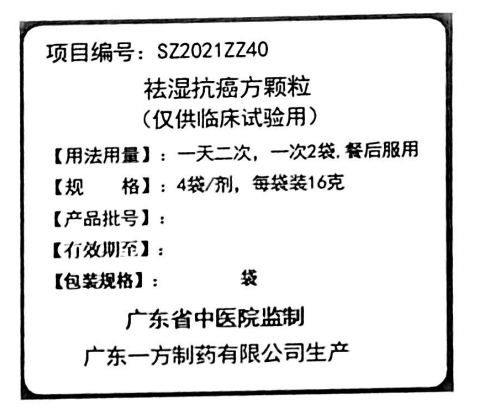 项目编号：SZ2021ZZ40
祛湿抗癌方颗粒
（仅供临床试验用）
【用法用量】：一天二次，一次2袋,餐后服用
【规　　格】：4袋/剂，每袋装16克
【产品批号】：
【有效期至】：
【包装规格】：　　　　袋
广东省中医院监制
广东一方制药有限公司生产